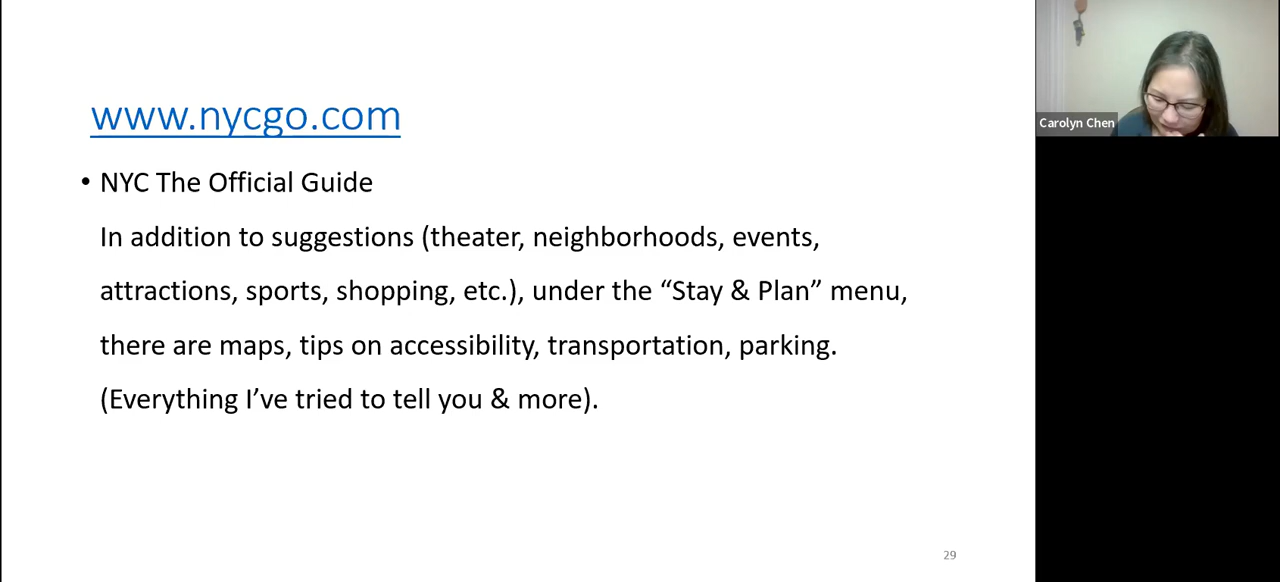 www.nycgo.com
• NYC The Official Guide
In addition to suggestions (theater, neighborhoods, events,
attractions, sports, shopping, etc.), under the “Stay & Plan” menu,
there are maps, tips on accessibility, transportation, parking.
(Everything I’ve tried to tell you & more).
29
Carolyn Chen